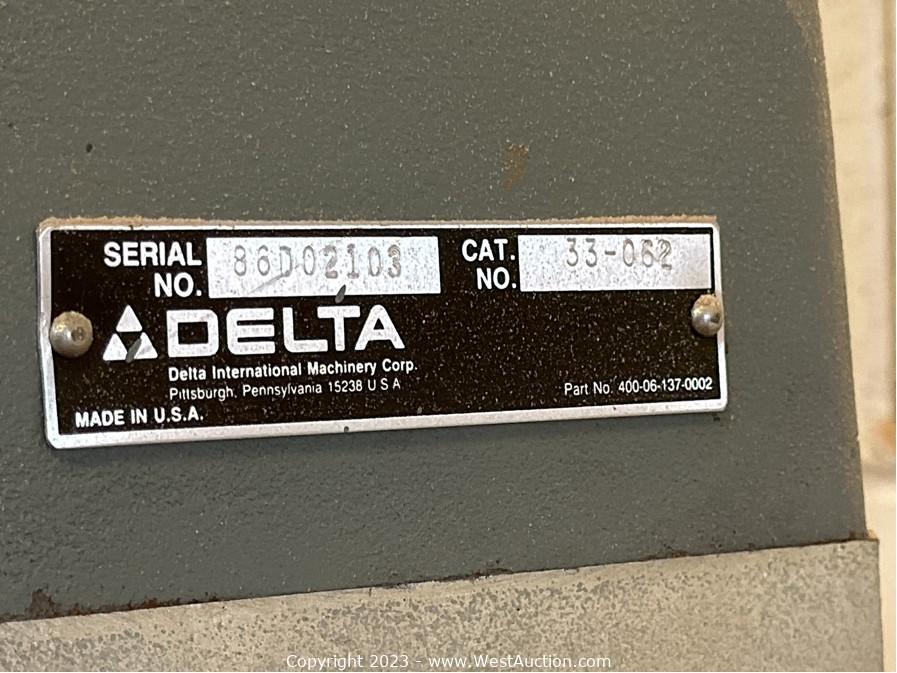 SERIAL NO. 86D02103
CAT. NO. 33-062
DELTA
Delta International Machinery Corp.
Pittsburgh, Pennsylvania 15238 U S A
Part No. 400-06-137-0002
MADE IN U.S.A.
Copyright 2023 - www.WestAuction.com